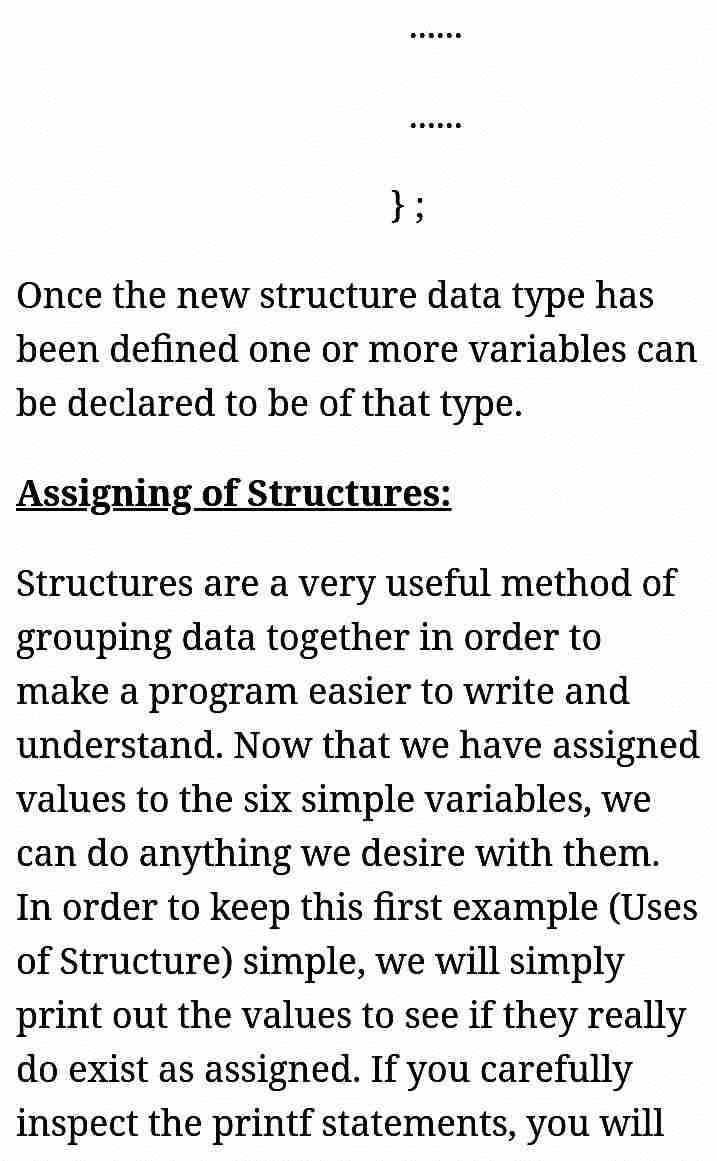 ......
......
} ;
Once the new structure data type has
been defined one or more variables can
be declared to be of that type.
Assigning of Structures:
Structures are a very useful method of
grouping data together in order to
make a program easier to write and
understand. Now that we have assigned
values to the six simple variables, we
can do anything we desire with them.
In order to keep this first example (Uses
of Structure) simple, we will simply
print out the values to see if they really
do exist as assigned. If you carefully
inspect the printf statements, you will